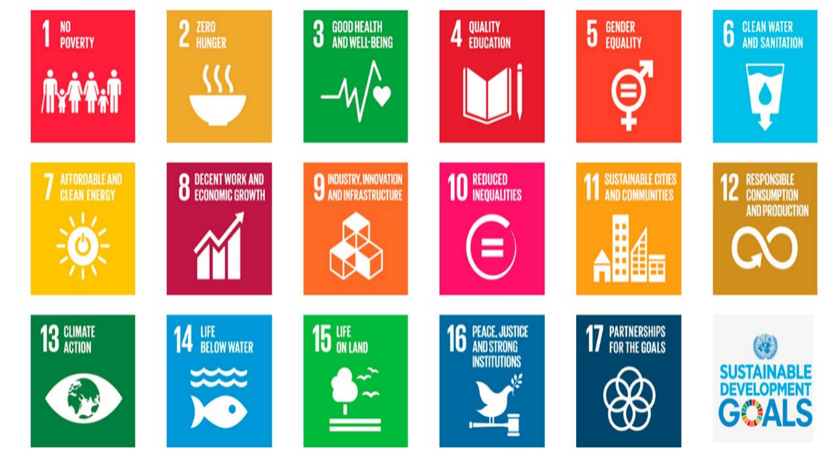 1 NO
POVERTY
2 ZERO
HUNGER
3 GOOD HEALTH
AND WELL-BEING
4 QUALITY
EDUCATION
5 GENDER
EQUALITY
6 CLEAN WATER
AND SANITATION
7 AFFORDABLE AND
CLEAN ENERGY
8 DECENT WORK AND
ECONOMIC GROWTH
9 INDUSTRY, INNOVATION
AND INFRASTRUCTURE
10 REDUCED
INEQUALITIES
11 SUSTAINABLE CITIES
AND COMMUNITIES
12 RESPONSIBLE
CONSUMPTION
AND PRODUCTION
13 CLIMATE
ACTION
14 LIFE
BELOW WATER
15 LIFE
ON LAND
16 PEACE, JUSTICE
AND STRONG
INSTITUTIONS
17 PARTNERSHIPS
FOR THE GOALS
SUSTAINABLE
DEVELOPMENT
GOALS